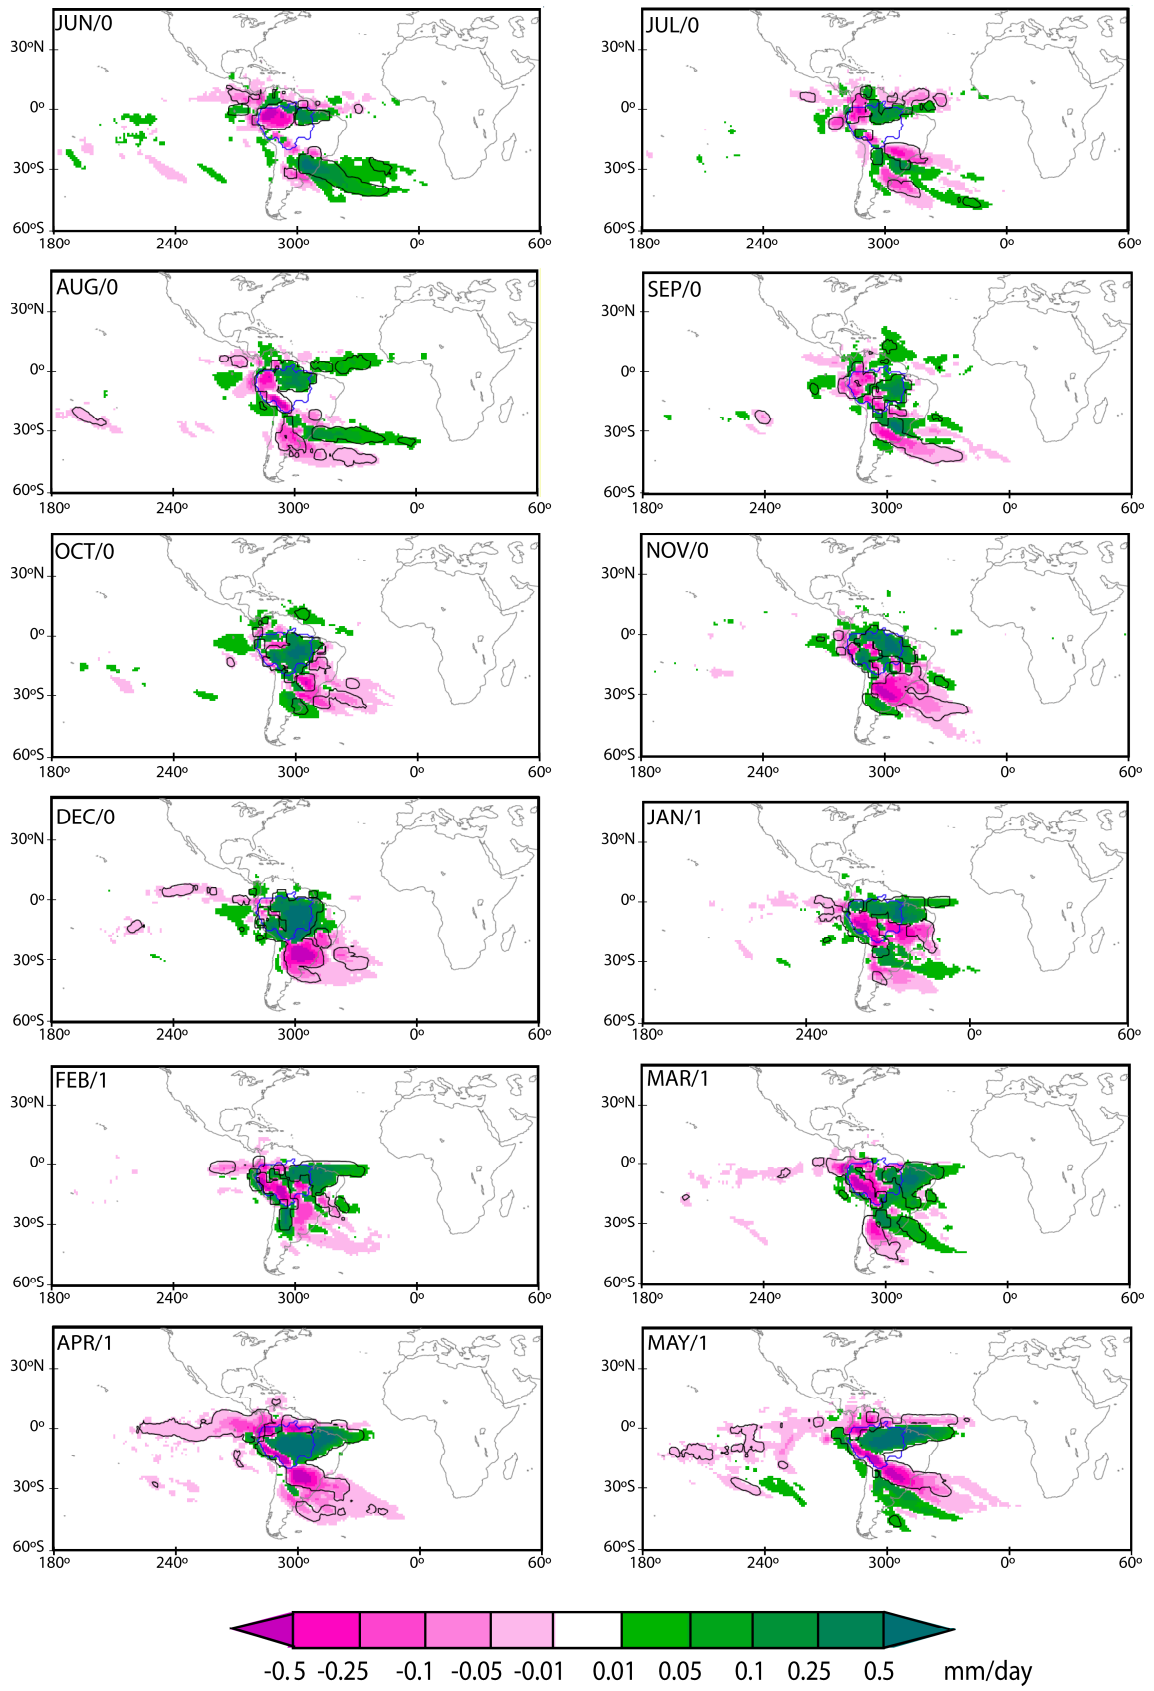 JUN/0 JUL/0
30ºN 30ºN
0º 0º
30ºS 30ºS
60ºS 60ºS
180º 240º 300º 0º 60º 180º 240º 300º 0º 60º
AUG/0 SEP/0
30ºN 30ºN
0º 0º
30ºS 30ºS
60ºS 60ºS
180º 240º 300º 0º 60º 180º 240º 300º 0º 60º
OCT/0 NOV/0
30ºN 30ºN
0º 0º
30ºS 30ºS
60ºS 60ºS
180º 240º 300º 0º 60º 180º 240º 300º 0º 60º
DEC/0 JAN/1
30ºN 30ºN
0º 0º
30ºS 30ºS
60ºS 60ºS
180º 240º 300º 0º 60º 180º 240º 0º 60º
FEB/1 MAR/1
30ºN 30ºN
0º 0º
30ºS 30ºS
60ºS 60ºS
180º 240º 300º 0º 60º 180º 240º 300º 0º 60º
APR/1 MAY/1
30ºN 30ºN
0º 0º
30ºS 30ºS
60ºS 60ºS
180º 240º 300º 0º 60º 180º 240º 300º 0º 60º
-0.5 -0.25 -0.1 -0.05 -0.01 0.01 0.05 0.1 0.25 0.5 mm/day